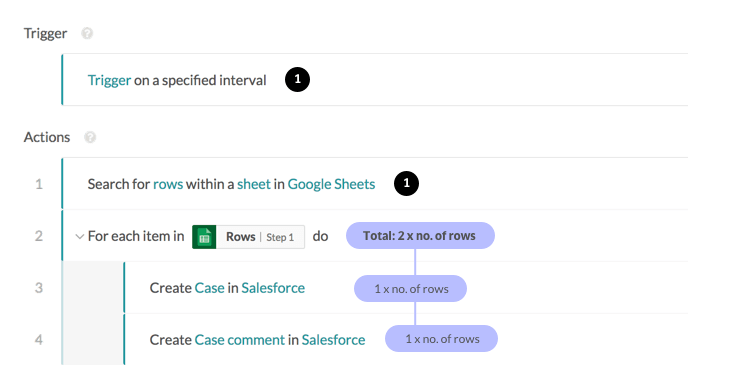 Trigger ?
Trigger on a specified interval 1
Actions ?
1 Search for rows within a sheet in Google Sheets 1
2 For each item in Rows | Step 1 do Total: 2 x no. of rows
3 Create Case in Salesforce 1 x no. of rows
4 Create Case comment in Salesforce 1 x no. of rows